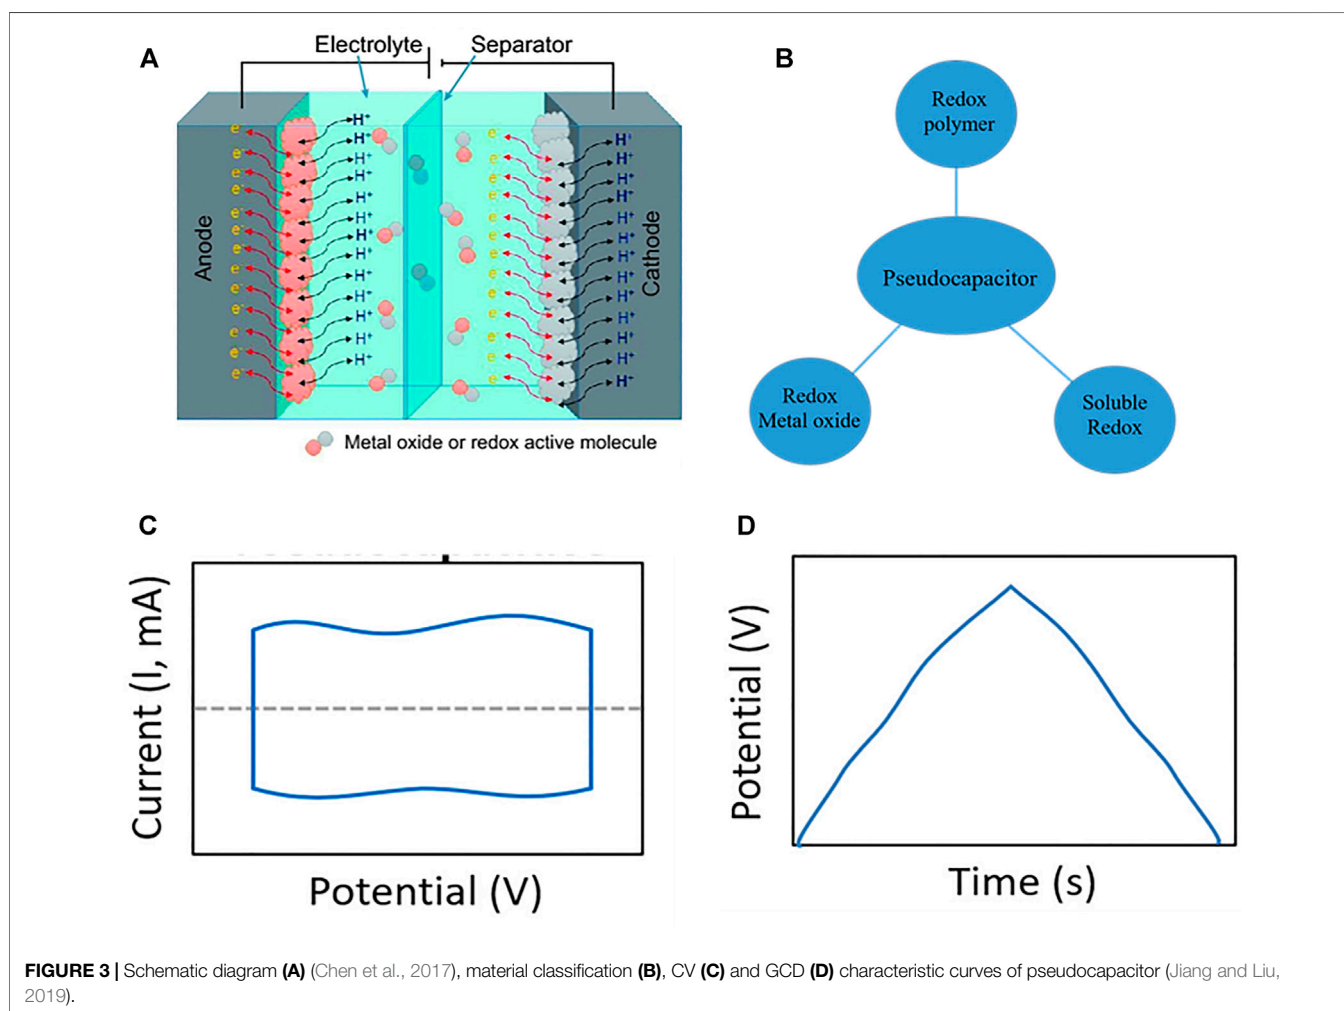 A
Electrolyte
Separator
Anode
Cathode
e⁻
e⁻
e⁻
e⁻
e⁻
e⁻
e⁻
e⁻
e⁻
e⁻
e⁻
e⁻
e⁻
H⁺
H⁺
H⁺
H⁺
H⁺
H⁺
H⁺
H⁺
H⁺
H⁺
H⁺
H⁺
H⁺
e⁻
e⁻
e⁻
e⁻
e⁻
e⁻
e⁻
e⁻
e⁻
e⁻
e⁻
e⁻
e⁻
H⁺
H⁺
H⁺
H⁺
H⁺
H⁺
H⁺
H⁺
H⁺
H⁺
H⁺
H⁺
H⁺
Metal oxide or redox active molecule
B
Redox
polymer
Pseudocapacitor
Redox
Metal oxide
Soluble
Redox
C
Current (I, mA)
Potential (V)
D
Potential (V)
Time (s)
FIGURE 3 | Schematic diagram (A) (Chen et al., 2017), material classification (B), CV (C) and GCD (D) characteristic curves of pseudocapacitor (Jiang and Liu,
2019).